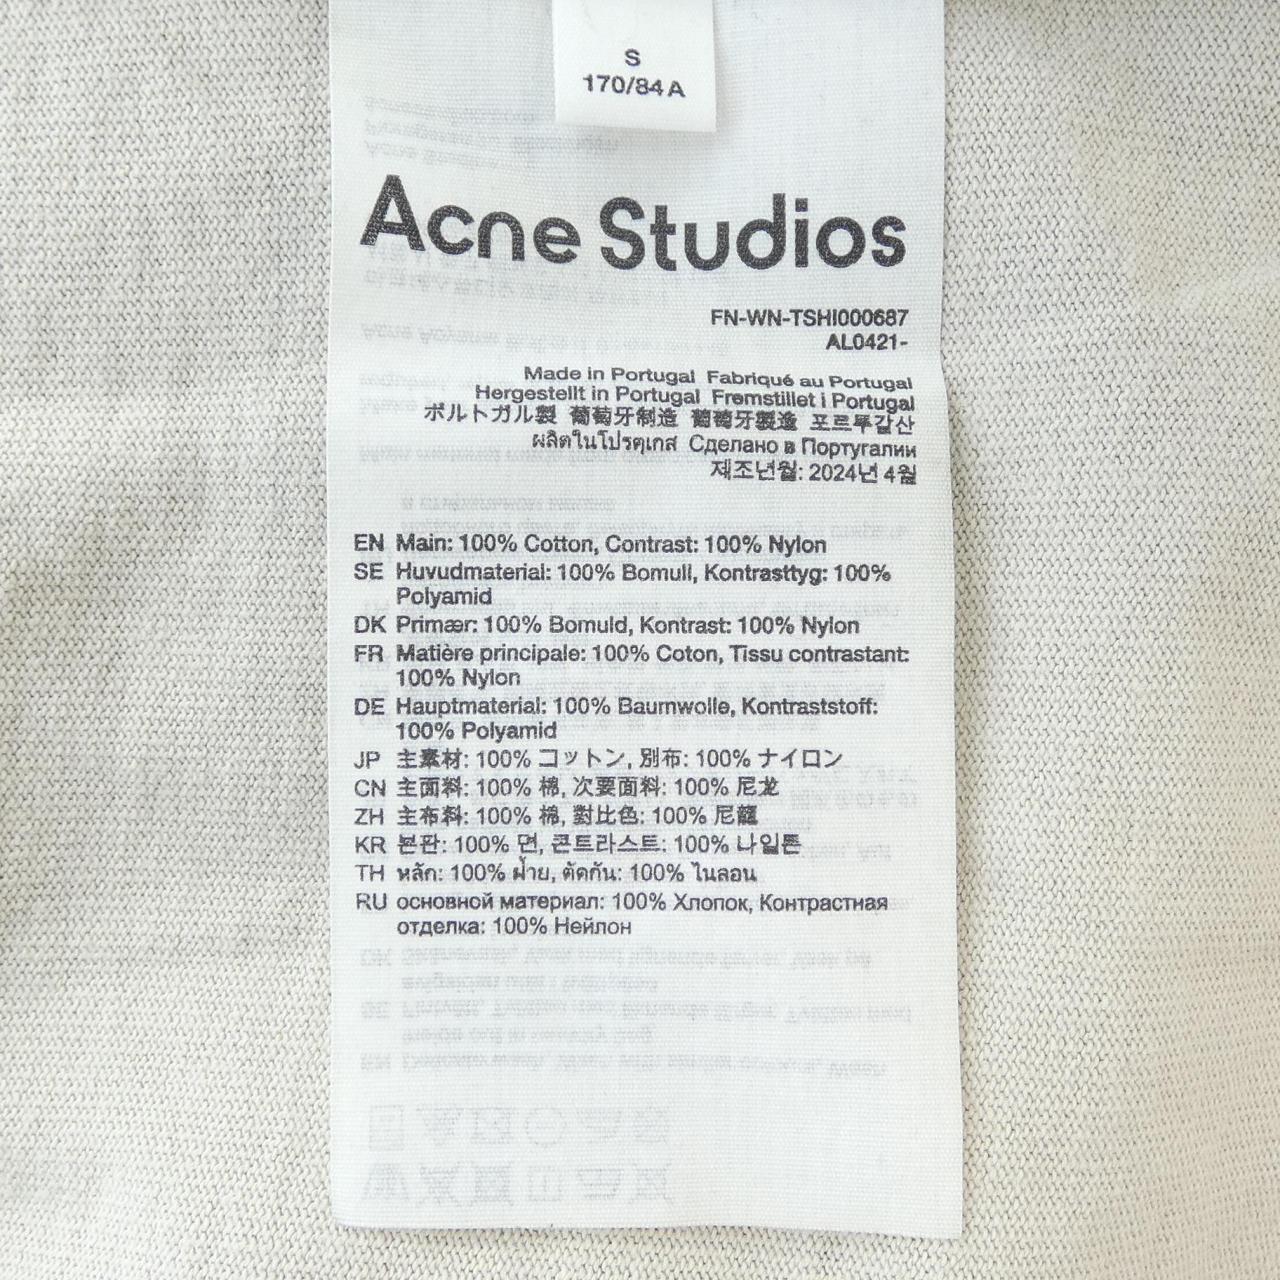 S
170/84A
Acne Studios
FN-WN-TSHI000687
AL0421-
Made in Portugal Fabriqué au Portugal
Hergestellt in Portugal Fremstillet i Portugal
ポルトガル製 葡萄牙制造 葡萄牙製造 포르투갈산
ผลิตในโปรตุเกส Сделано в Португалии
제조년월: 2024년 4월
EN Main: 100% Cotton, Contrast: 100% Nylon
SE Huvudmaterial: 100% Bomull, Kontrasttyg: 100%
Polyamid
DK Primær: 100% Bomuld, Kontrast: 100% Nylon
FR Matière principale: 100% Coton, Tissu contrastant:
100% Nylon
DE Hauptmaterial: 100% Baumwolle, Kontraststoff:
100% Polyamid
JP 主素材: 100% コットン, 別布: 100% ナイロン
CN 主面料: 100% 棉, 次要面料: 100% 尼龙
ZH 主布料: 100% 棉, 對比色: 100% 尼龍
KR 본판: 100% 면, 콘트라스트: 100% 나일론
TH หลัก: 100% ฝ้าย, ตัดกัน: 100% ไนลอน
RU основной материал: 100% Хлопок, Контрастная
отделка: 100% Нейлон